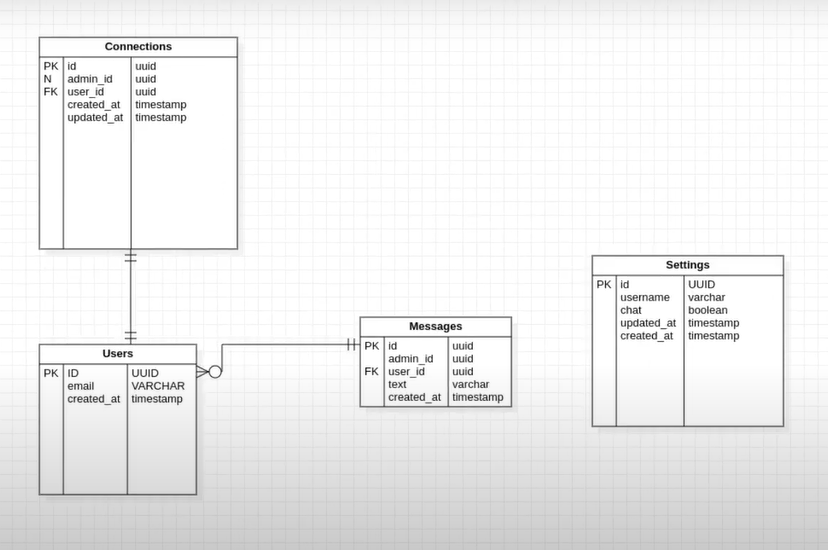 Connections
PK id uuid
N admin_id uuid
FK user_id uuid
created_at timestamp
updated_at timestamp
Users
PK ID UUID
email VARCHAR
created_at timestamp
Messages
PK id uuid
admin_id uuid
FK user_id uuid
text varchar
created_at timestamp
Settings
PK id UUID
username varchar
chat boolean
updated_at timestamp
created_at timestamp